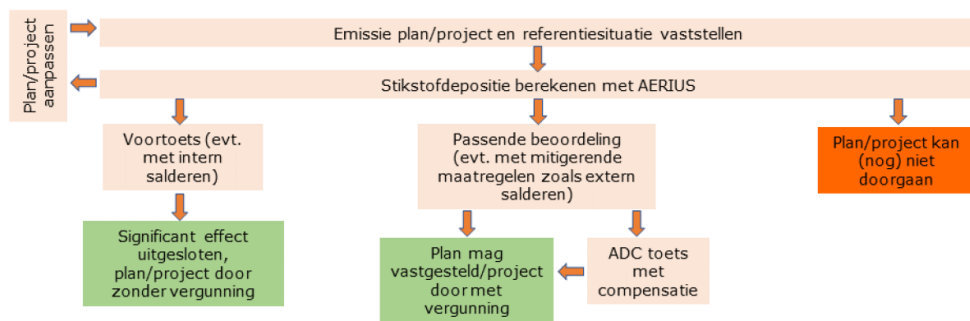 Plan/project
aanpassen
Emissie plan/project en referentiesituatie vaststellen
Stikstofdepositie berekenen met AERIUS
Voortoets (evt.
met intern
salderen)
Passende beoordeling
(evt. met mitigerende
maatregelen zoals extern
salderen)
Plan/project kan
(nog) niet
doorgaan
Significant effect
uitgesloten,
plan/project door
zonder vergunning
Plan mag
vastgesteld/project
door met
vergunning
ADC toets
met
compensatie